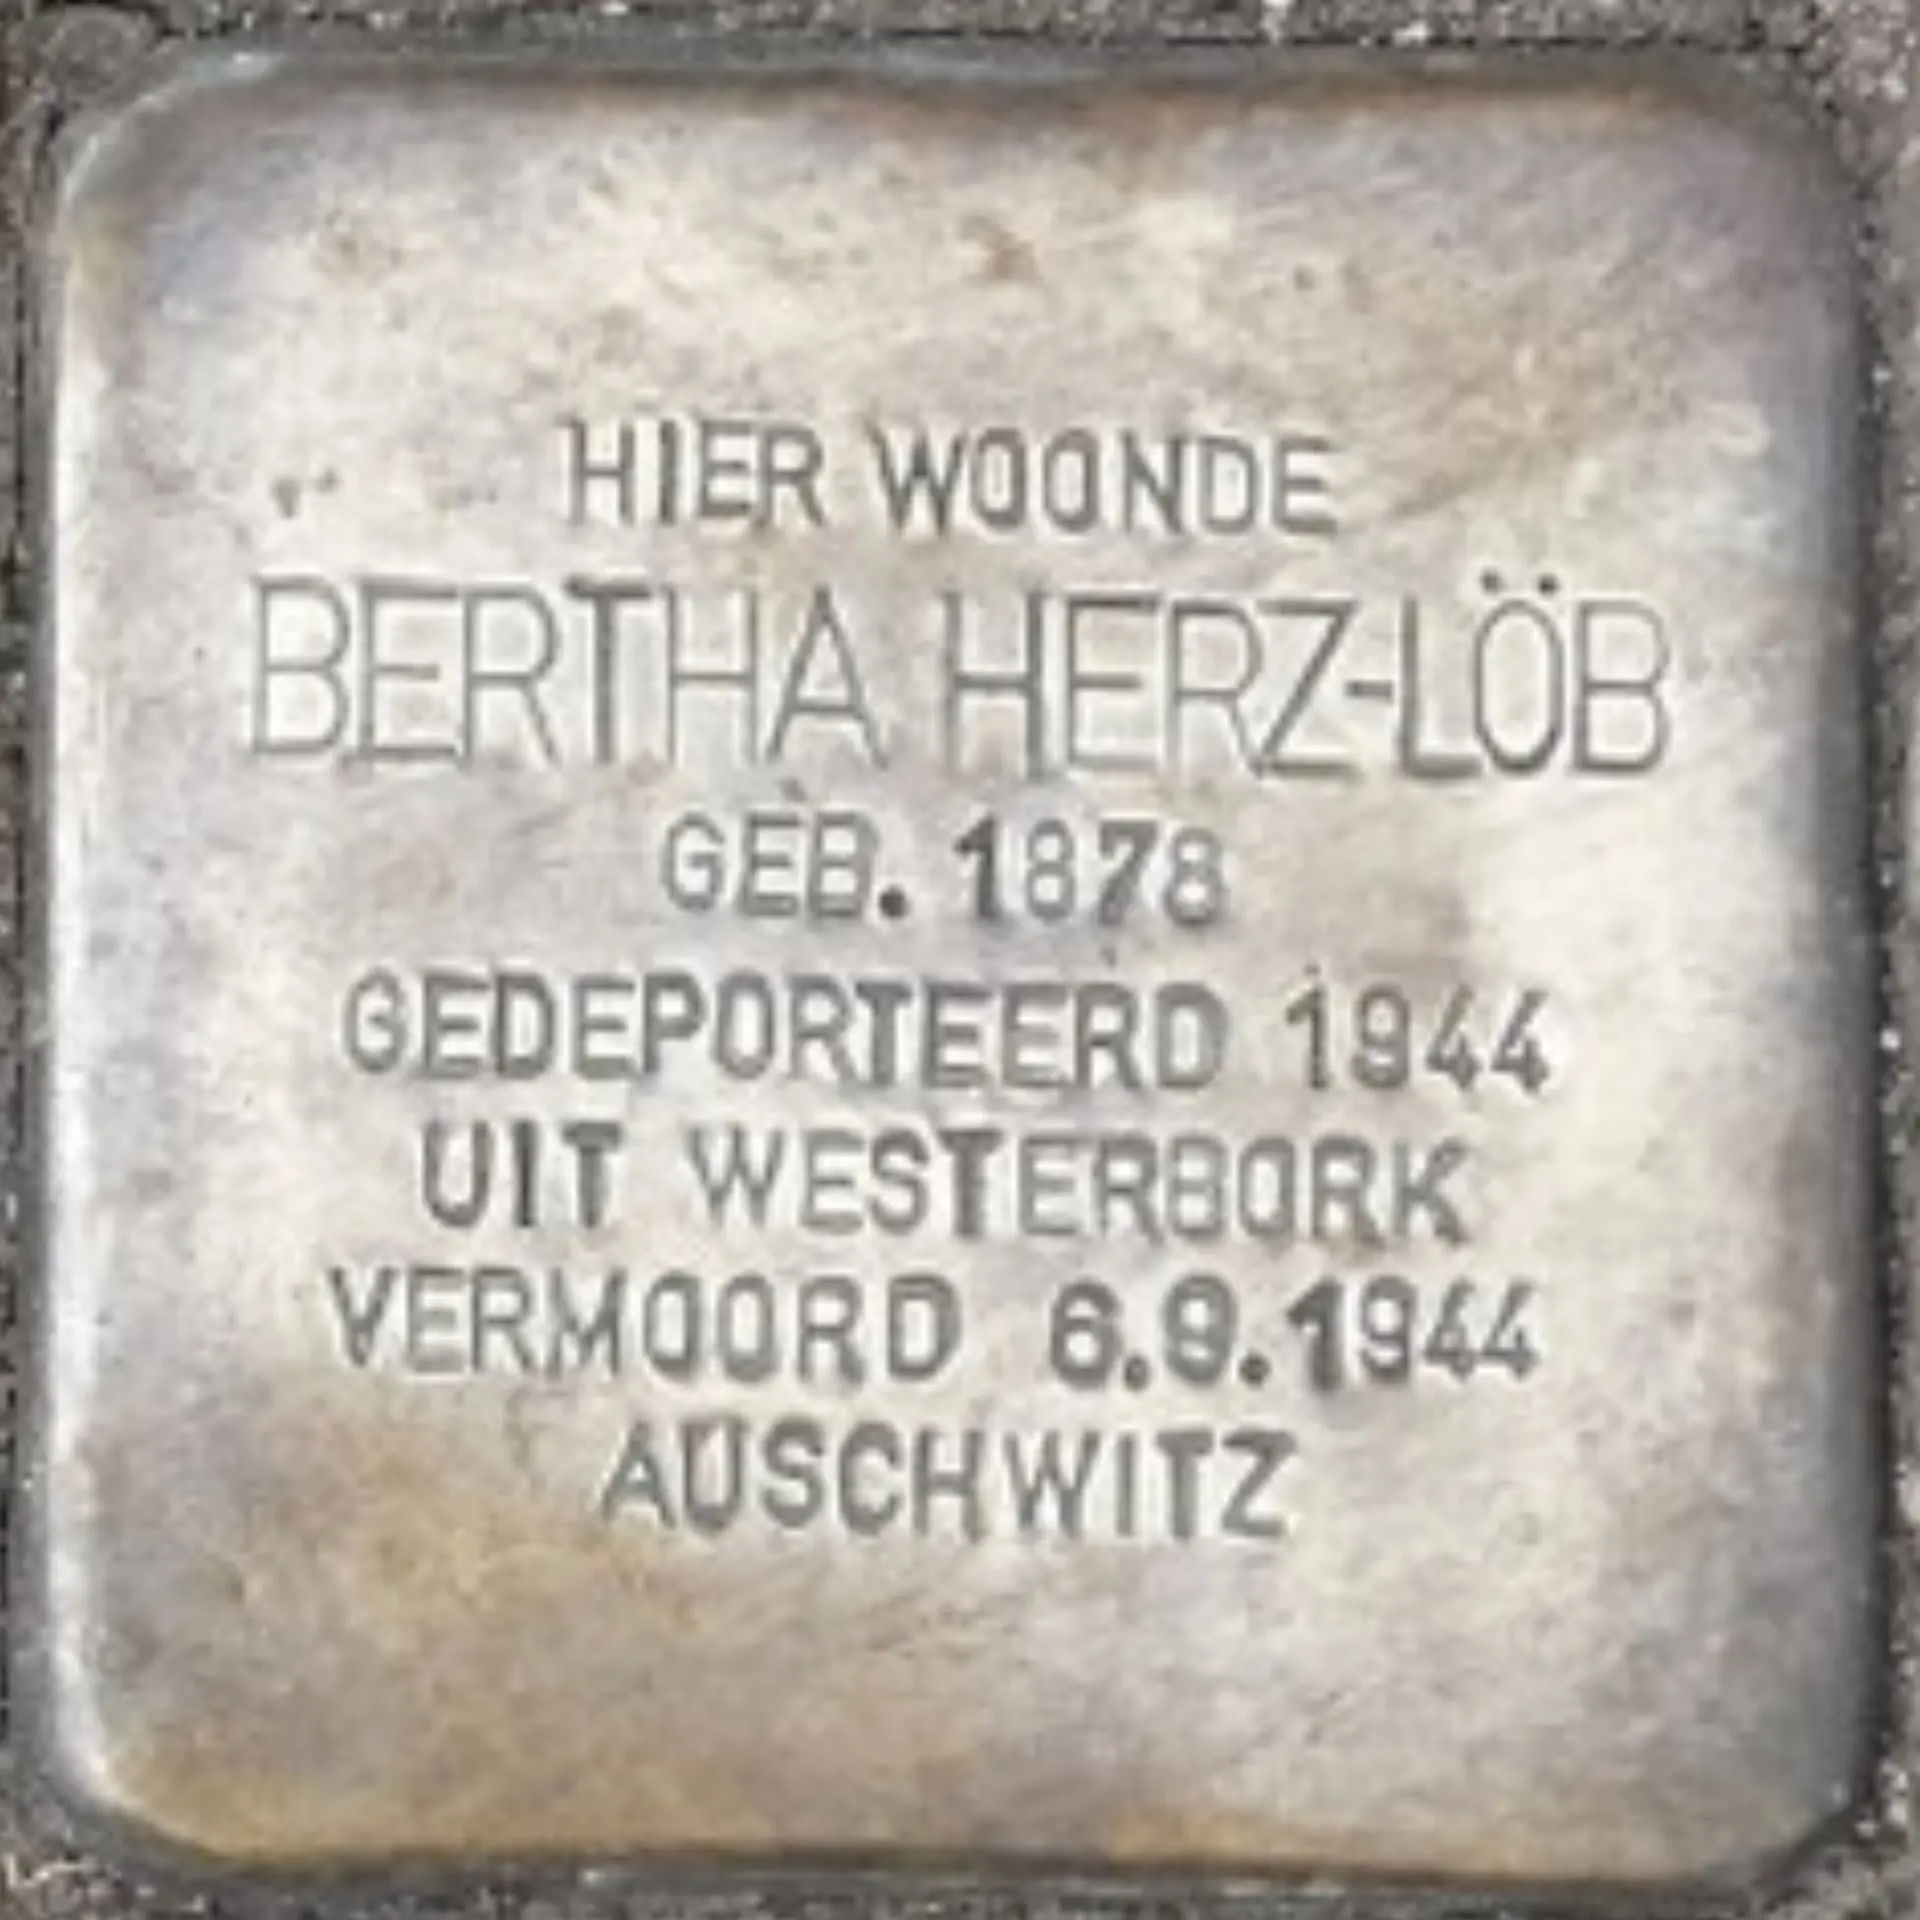 HIER WOONDE
BERTHA HERZ-LÖB
GEB. 1878
GEDEPORTEERD 1944
UIT WESTERBORK
VERMOORD 6.9.1944
AUSCHWITZ